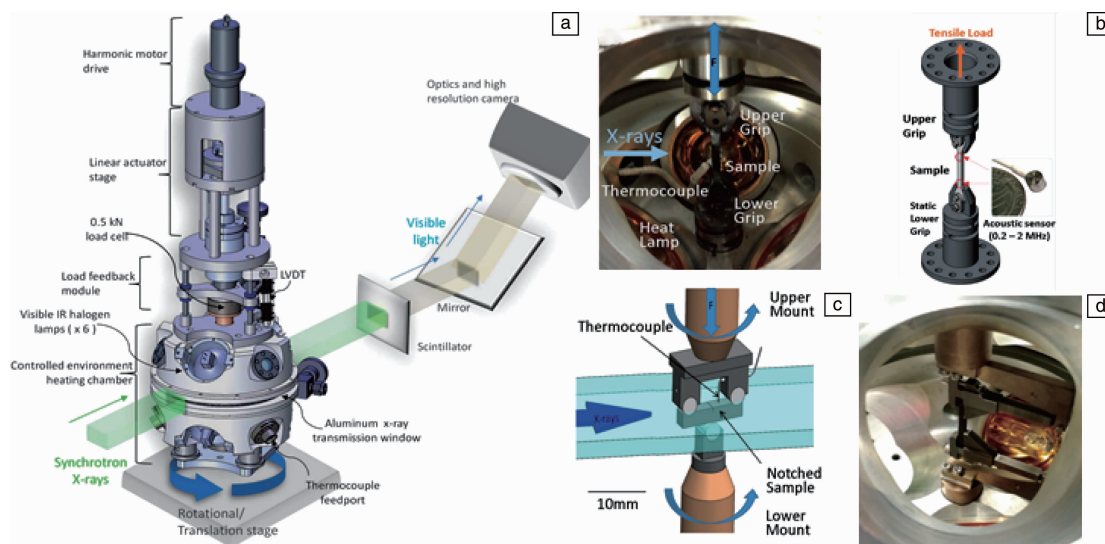 a
Harmonic motor
drive
Linear actuator
stage
0.5 kN
load cell
Load feedback
module
LVDT
Visible IR halogen
lamps ( x 6 )
Controlled environment
heating chamber
Synchrotron
X-rays
Rotational/
Translation stage
Thermocouple
feedport
Aluminum x-ray
transmission window
Scintillator
Mirror
Visible
light
Optics and high
resolution camera
F
X-rays
Upper
Grip
Sample
Thermocouple
Lower
Grip
Heat
Lamp
b
Tensile Load
Upper
Grip
Sample
Static Lower
Grip
Acoustic sensor
(0.2 – 2 MHz)
c
F
Upper
Mount
Thermocouple
X-rays
Notched
Sample
10mm
Lower
Mount
d